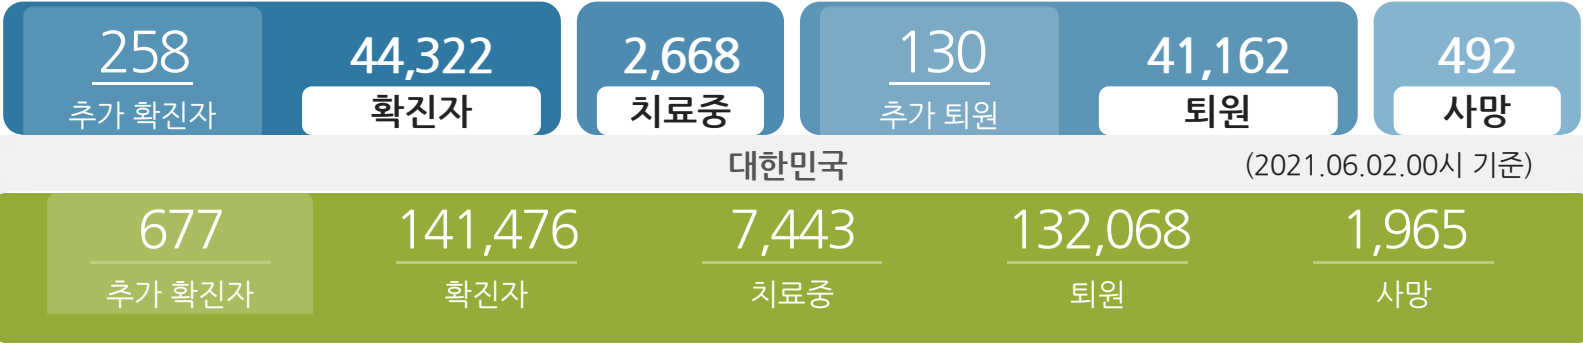 258 44,322 2,668 130 41,162 492
추가 확진자 확진자 치료중 추가 퇴원 퇴원 사망
대한민국 (2021.06.02.00시 기준)
677 141,476 7,443 132,068 1,965
추가 확진자 확진자 치료중 퇴원 사망